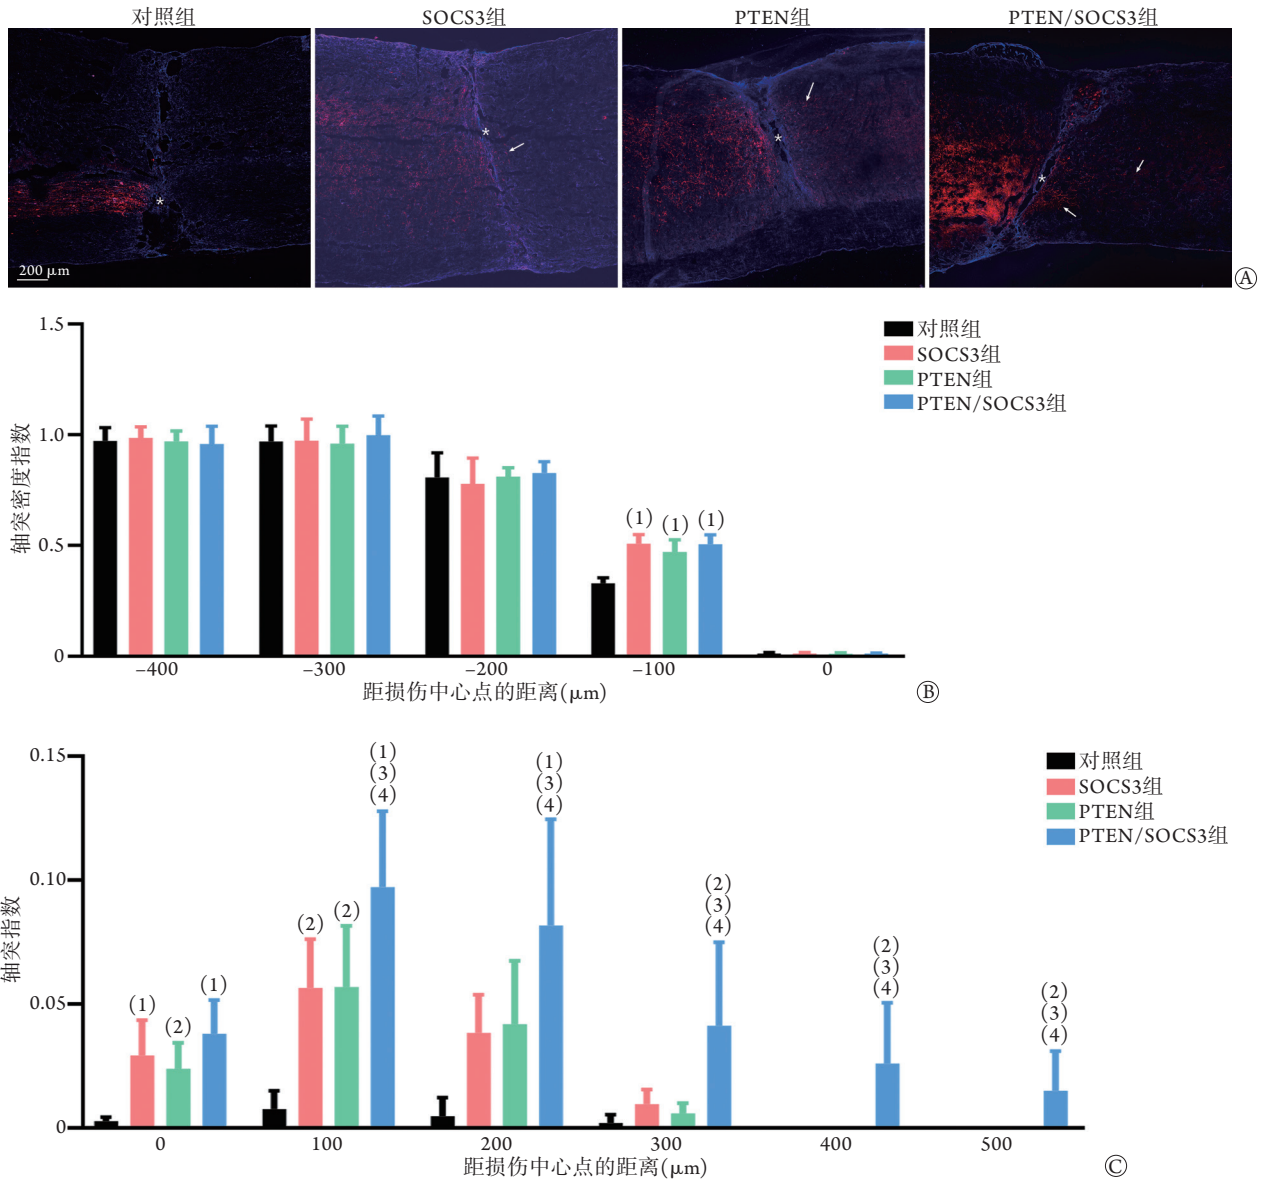 对照组
SOCS3组
PTEN组
PTEN/SOCS3组
*
*
*
*
200 μm
Ⓐ
1.5
1.0
0.5
0
轴突密度指数
对照组
SOCS3组
PTEN组
PTEN/SOCS3组
(1)
(1)
(1)
−400
−300
−200
−100
0
距损伤中心点的距离(μm)
Ⓑ
0.15
0.10
0.05
0
轴突指数
对照组
SOCS3组
PTEN组
PTEN/SOCS3组
(1)
(2)
(1)
(2)
(2)
(1)
(3)
(4)
(1)
(3)
(4)
(2)
(3)
(4)
(2)
(3)
(4)
(2)
(3)
(4)
0
100
200
300
400
500
距损伤中心点的距离(μm)
Ⓒ